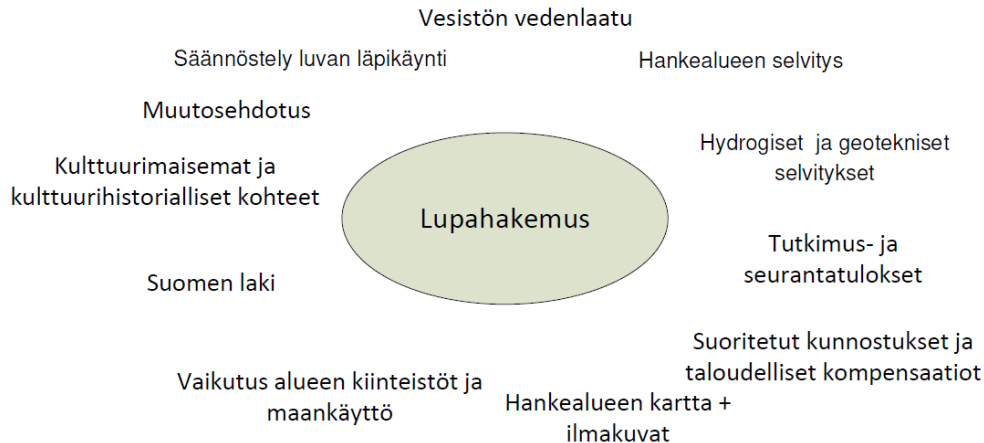 Vesistön vedenlaatu
Säännöstely luvan läpikäynti
Hankealueen selvitys
Muutosehdotus
Hydrogiset ja geotekniset
selvitykset
Kulttuurimaisemat ja
kulttuurihistorialliset kohteet
Lupahakemus
Tutkimus- ja
seurantatulokset
Suomen laki
Suoritetut kunnostukset ja
taloudelliset kompensaatiot
Vaikutus alueen kiinteistöt ja
maankäyttö
Hankealueen kartta +
ilmakuvat